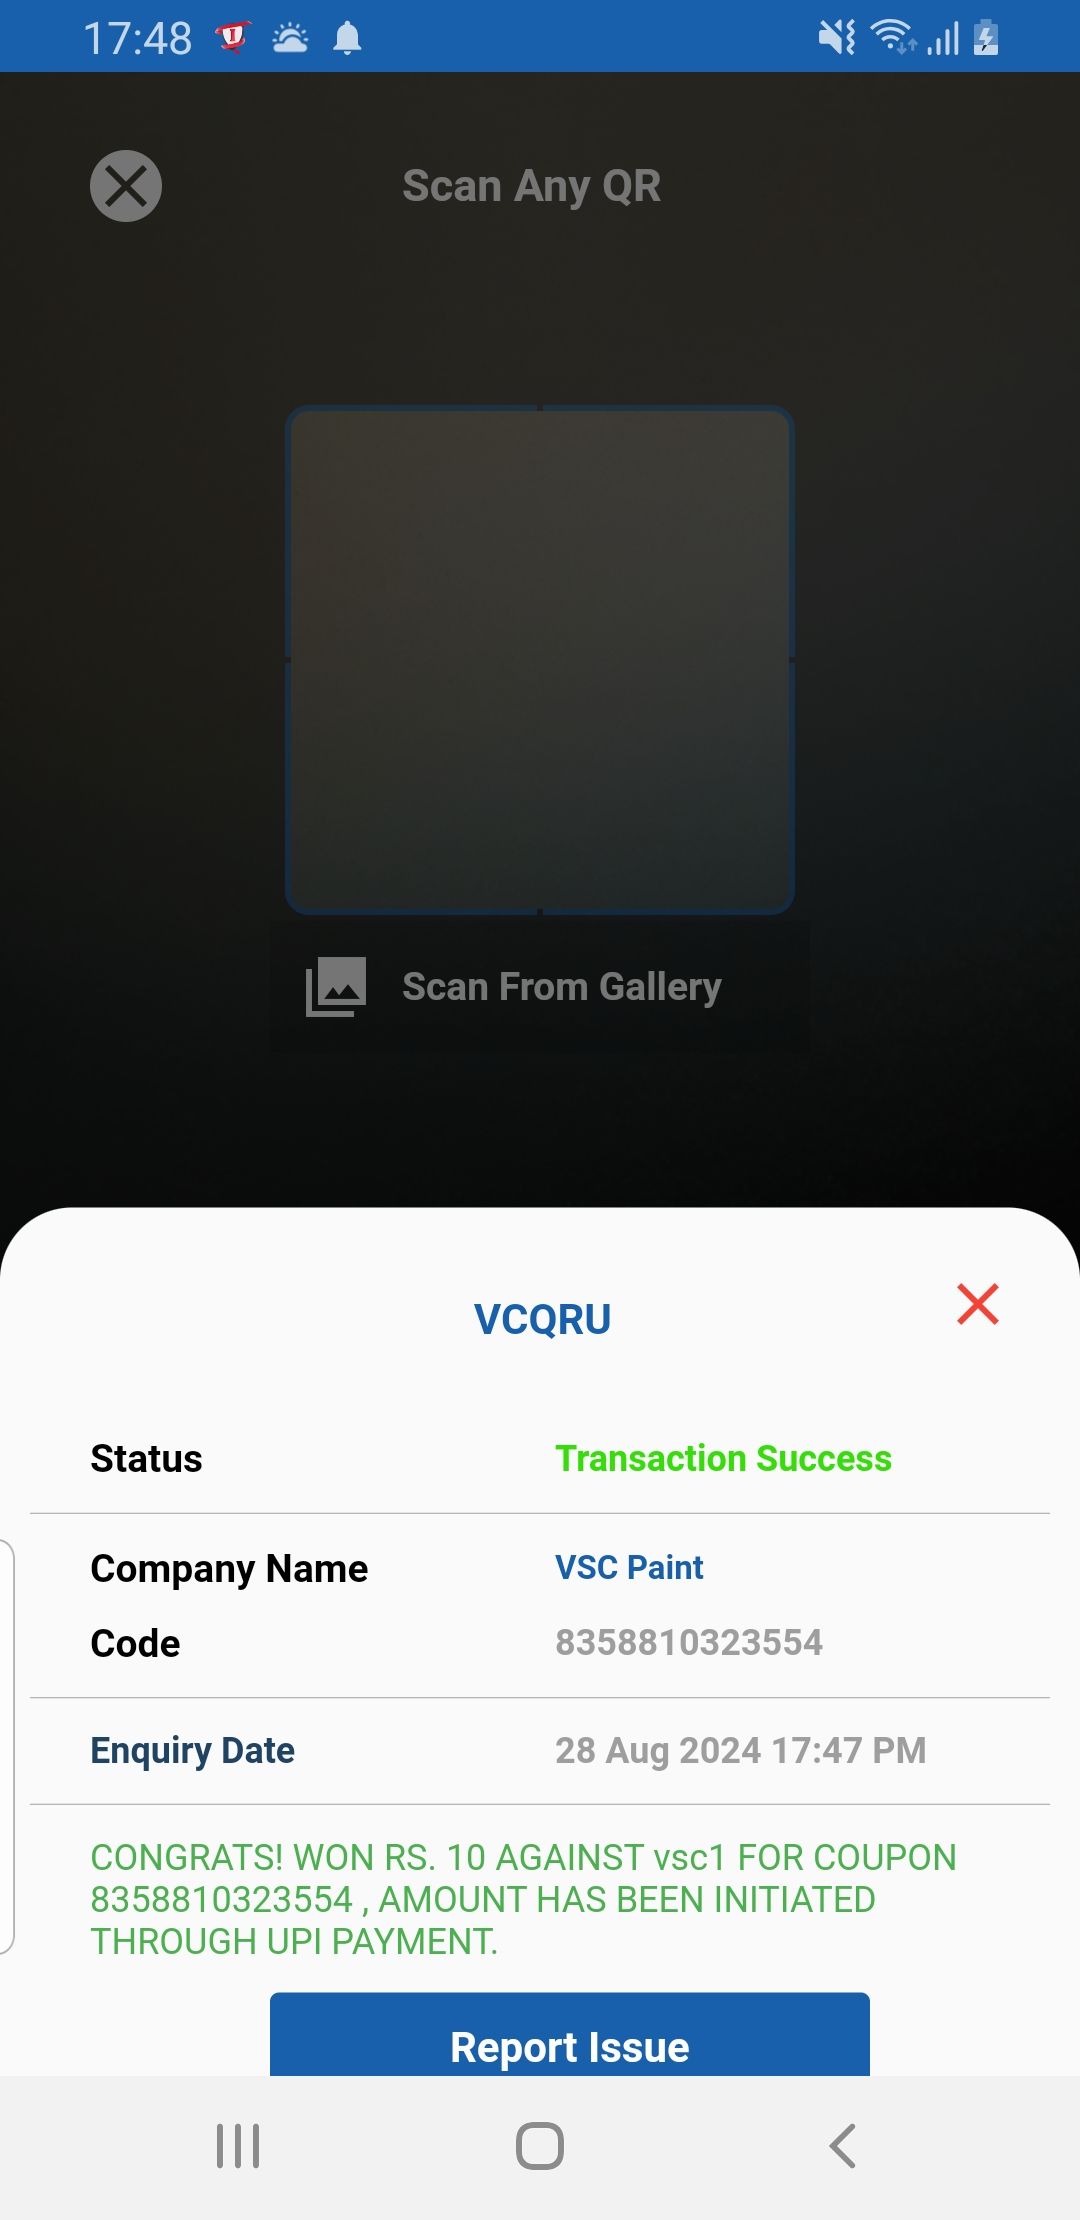 17:48
Scan Any QR
Scan From Gallery
VCQRU
Status Transaction Success
Company Name VSC Paint
Code 8358810323554
Enquiry Date 28 Aug 2024 17:47 PM
CONGRATS! WON RS. 10 AGAINST vsc1 FOR COUPON
8358810323554 , AMOUNT HAS BEEN INITIATED
THROUGH UPI PAYMENT.
Report Issue